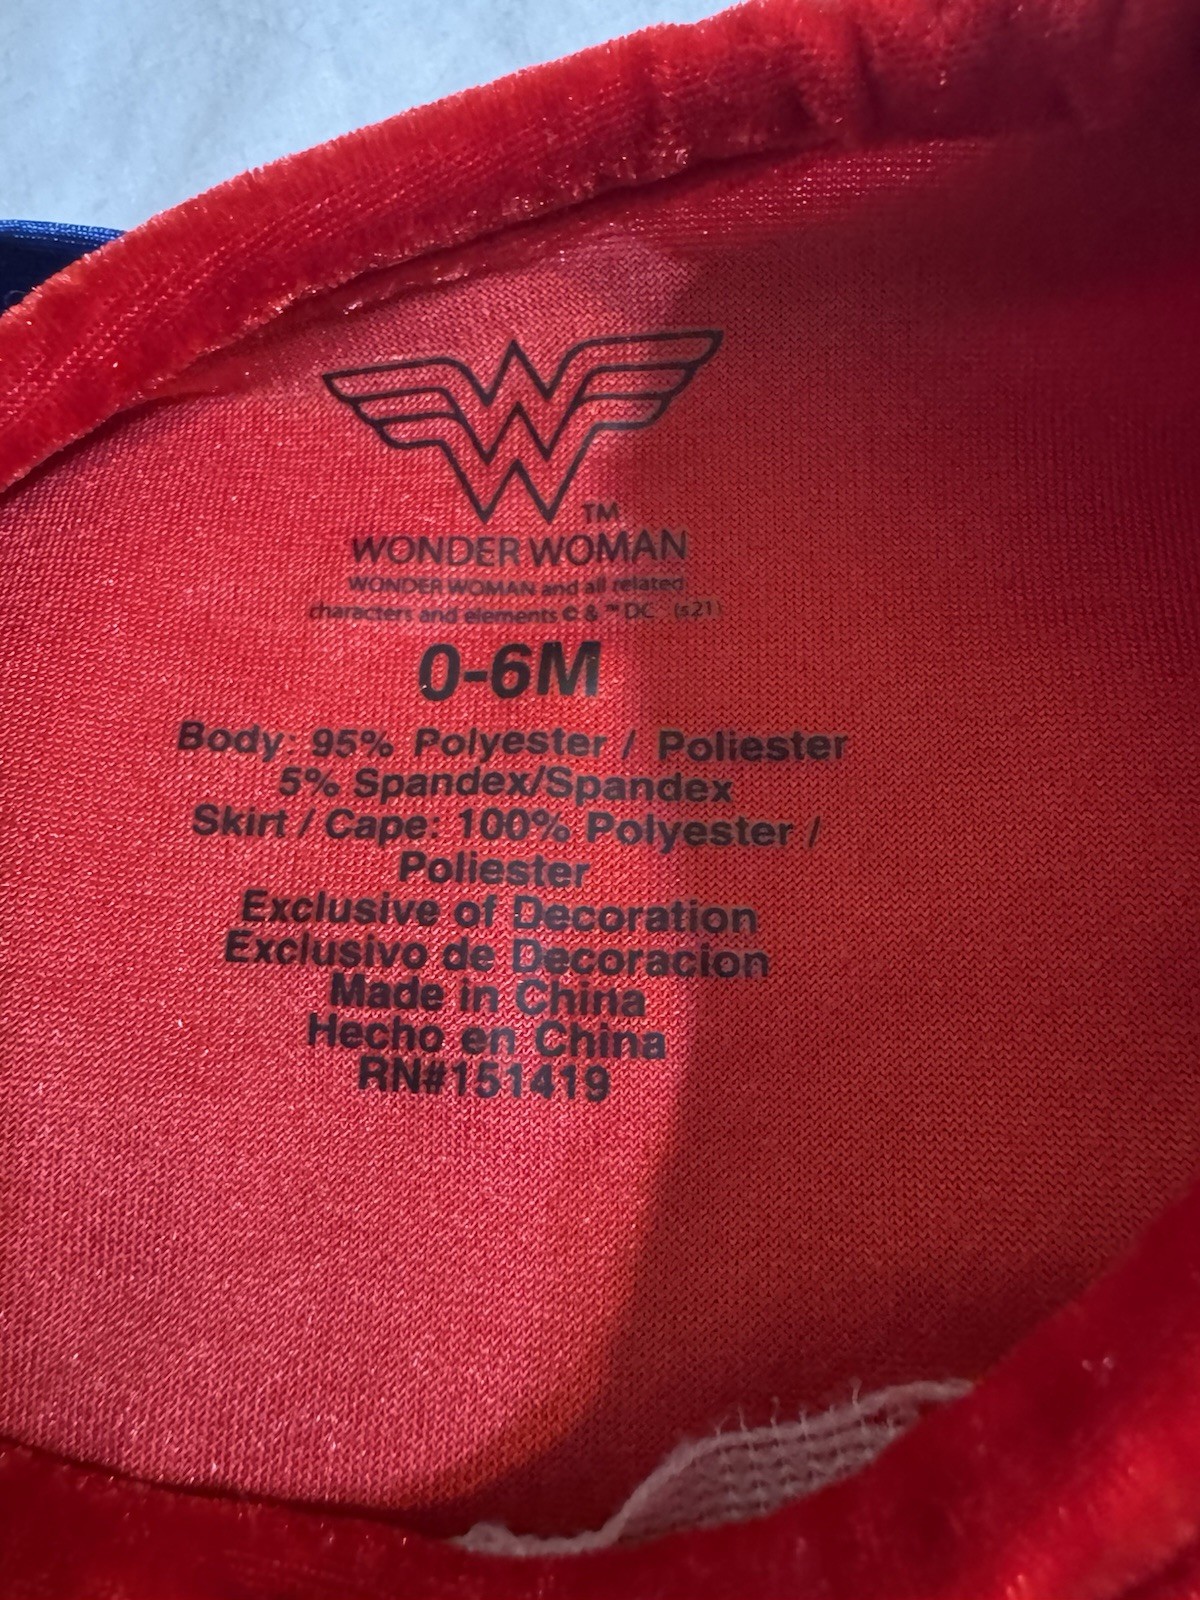 TM
WONDER WOMAN
WONDER WOMAN and all related
characters and elements © & ™ DC (s21)
0-6M
Body: 95% Polyester / Poliester
5% Spandex/Spandex
Skirt / Cape: 100% Polyester /
Poliester
Exclusive of Decoration
Exclusivo de Decoracion
Made in China
Hecho en China
RN#151419